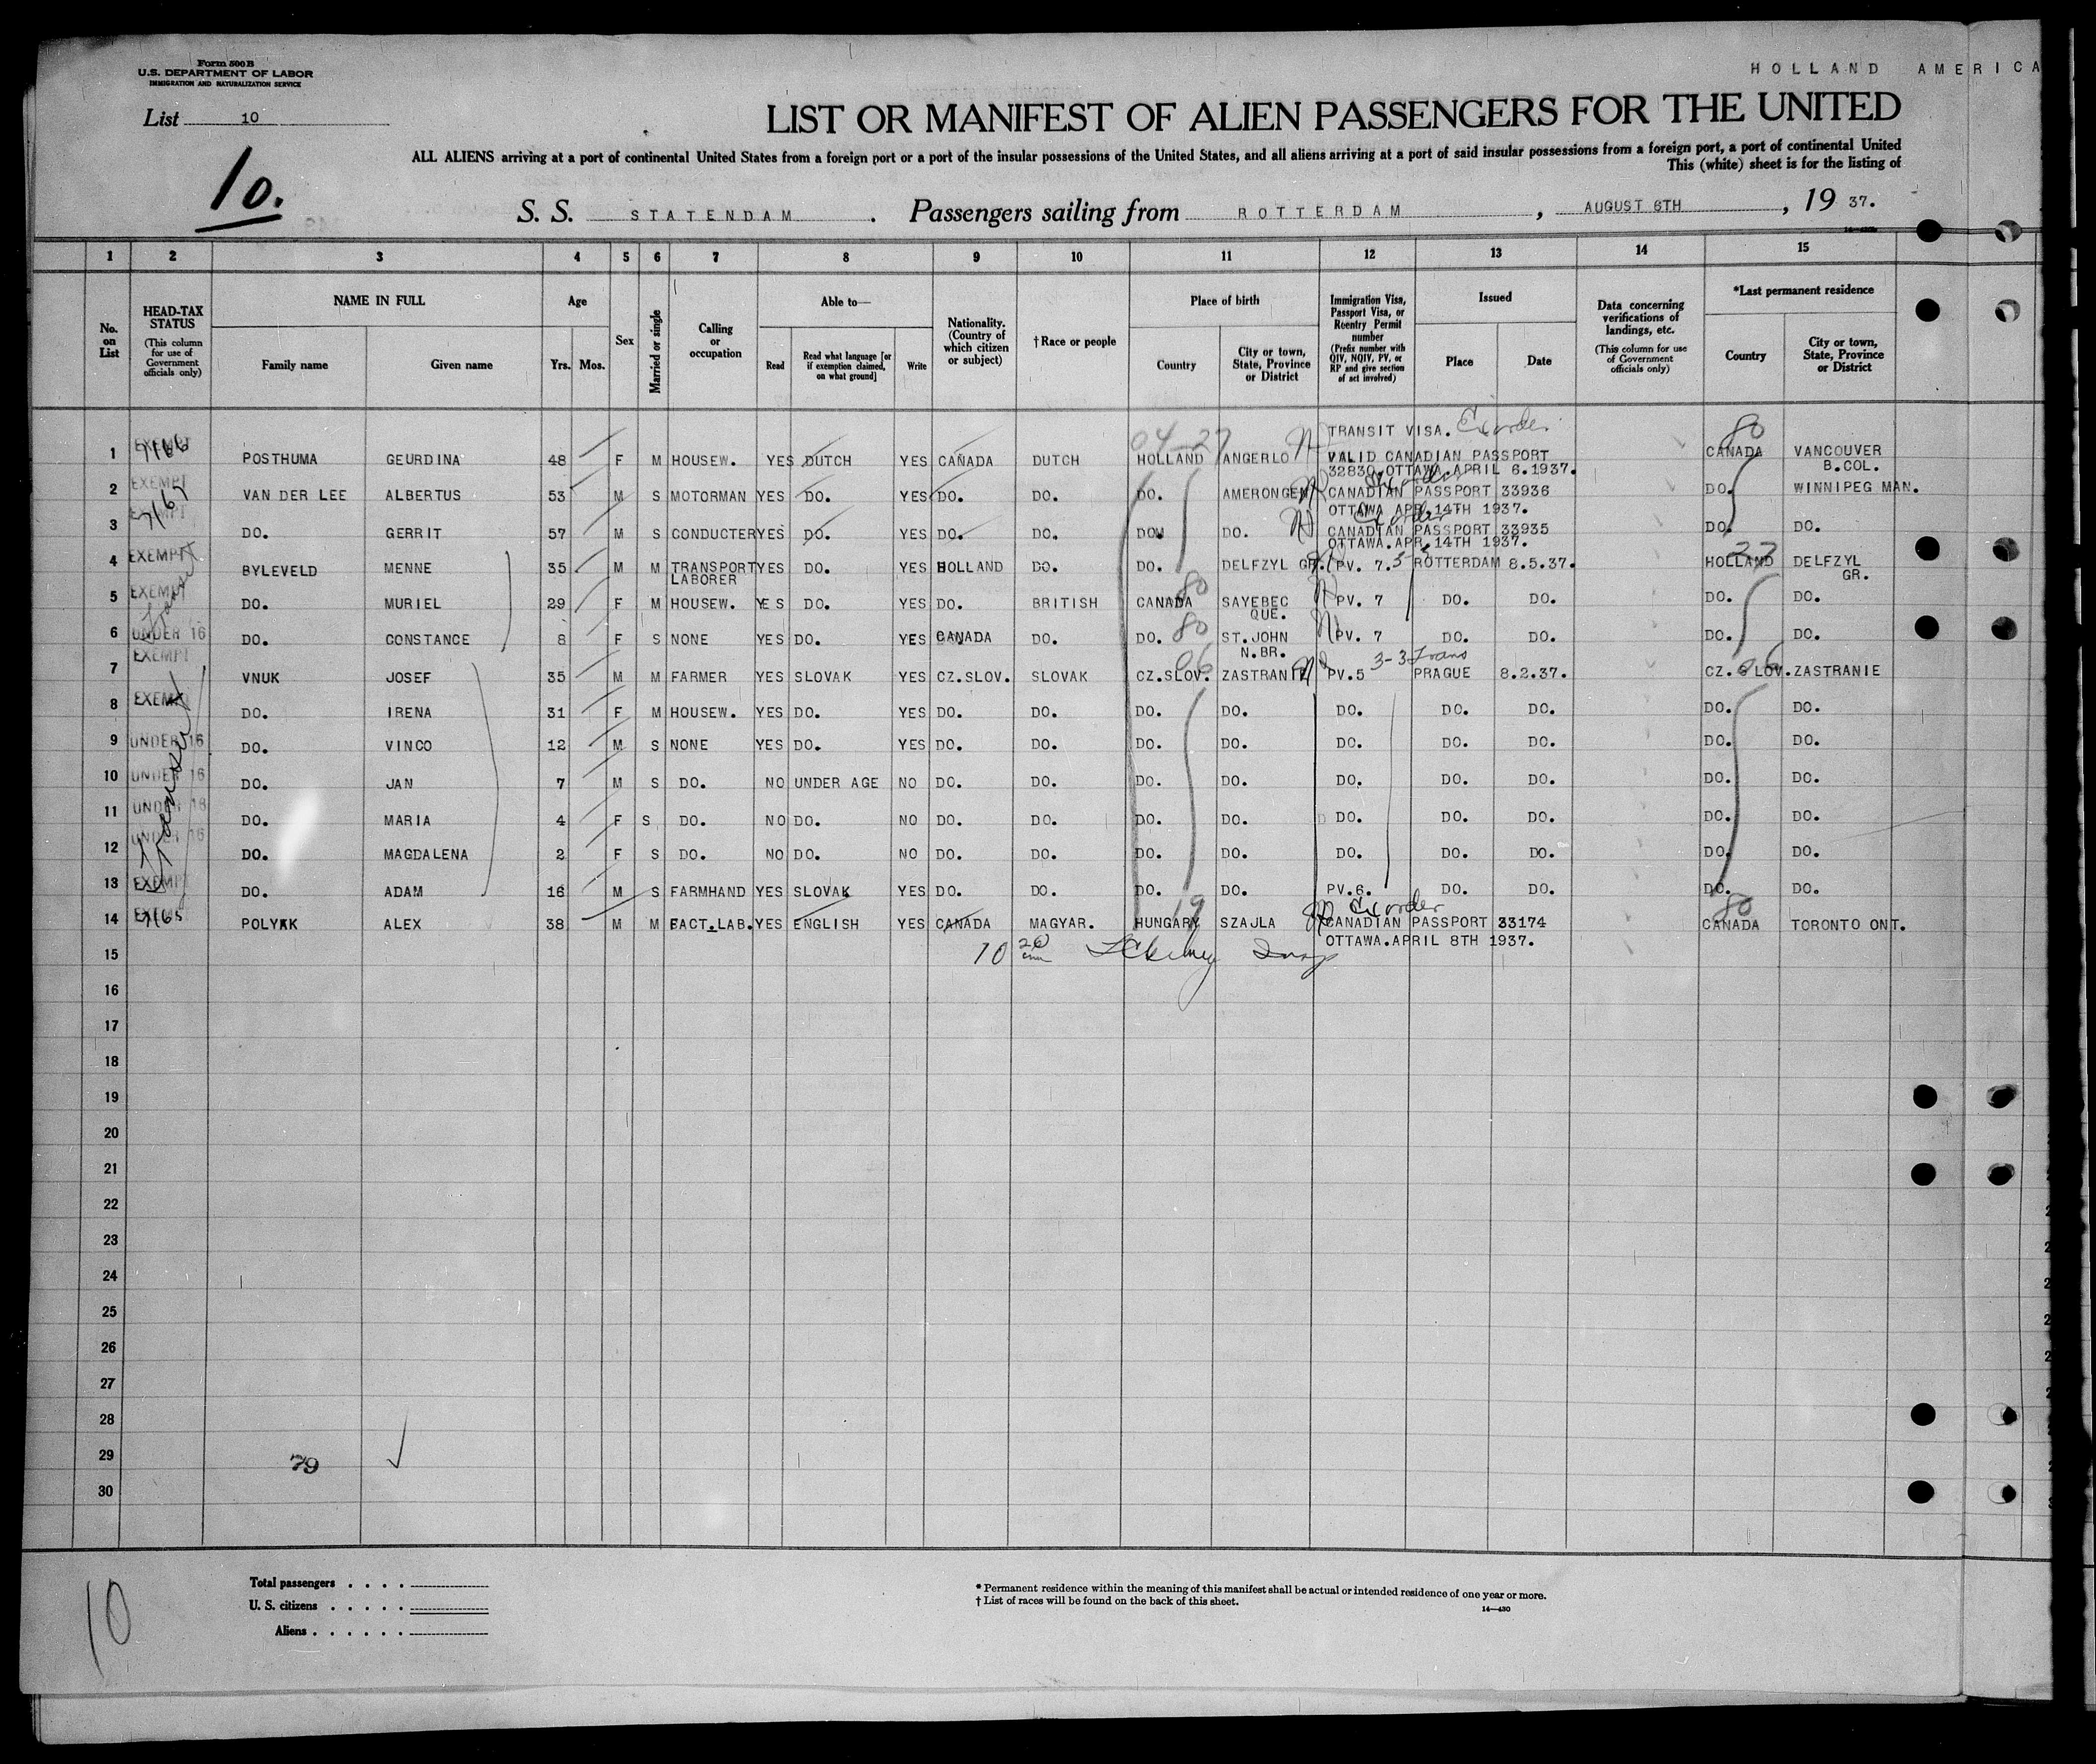 Form 500 B
U.S. DEPARTMENT OF LABOR
IMMIGRATION AND NATURALIZATION SERVICE
HOLLAND AMERICA
List 10
10.
LIST OR MANIFEST OF ALIEN PASSENGERS FOR THE UNITED
ALL ALIENS arriving at a port of continental United States from a foreign port or a port of the insular possessions of the United States, and all aliens arriving at a port of said insular possessions from a foreign port, a port of continental United
This (white) sheet is for the listing of
S. S. STATENDAM . Passengers sailing from ROTTERDAM , AUGUST 6TH , 19 37.
1 2 3 4 5 6 7 8 9 10 11 12 13 14 15
No. on List
HEAD-TAX STATUS (This column for use of Government officials only)
NAME IN FULL Family name Given name
Age Yrs. Mos.
Sex
Married or single
Calling or occupation
Able to— Read Read what language [or if exemption claimed, on what ground] Write
Nationality. (Country of which citizen or subject)
†Race or people
Place of birth Country City or town, State, Province or District
Immigration Visa, Passport Visa, or Reentry Permit number (Prefix number with QIV, NQIV, PV, or RP and give section of act involved)
Issued Place Date
Data concerning verifications of landings, etc. (This column for use of Government officials only)
*Last permanent residence Country City or town, State, Province or District
04-27 TRANSIT VISA. 80
1 EXEMPT POSTHUMA GEURDINA 48 F M HOUSEW. YES DUTCH YES CANADA DUTCH HOLLAND ANGERLO VALID CANADIAN PASSPORT CANADA VANCOUVER
32830.OTTAWA.APRIL 6.1937. B.COL.
2 EXEMPT VAN DER LEE ALBERTUS 53 M S MOTORMAN YES DO. YES DO. DO. DO. AMERONGEN CANADIAN PASSPORT 33936 DO. WINNIPEG MAN.
OTTAWA APR.14TH 1937.
3 EXEMPT DO. GERRIT 57 M S CONDUCTER YES DO. YES DO. DO. DO. DO. CANADIAN PASSPORT 33935 DO. DO.
OTTAWA.APR.14TH 1937.
4 EXEMPT BYLEVELD MENNE 35 M M TRANSPORT YES DO. YES HOLLAND DO. DO. DELFZYL GR. PV. 7. ROTTERDAM 8.5.37. HOLLAND DELFZYL
LABORER GR.
5 EXEMPT DO. MURIEL 29 F M HOUSEW. YES DO. YES DO. BRITISH CANADA SAYEBEC PV. 7 DO. DO. DO. DO.
QUE.
6 UNDER 16 DO. CONSTANCE 8 F S NONE YES DO. YES CANADA DO. DO. 80 ST.JOHN PV. 7 DO. DO. DO. DO.
N.BR.
7 EXEMPT VNUK JOSEF 35 M M FARMER YES SLOVAK YES CZ.SLOV. SLOVAK CZ.SLOV. ZASTRANIE PV.5 3-3 Trans PRAGUE 8.2.37. CZ.SLOV. ZASTRANIE
8 EXEMPT DO. IRENA 31 F M HOUSEW. YES DO. YES DO. DO. DO. DO. DO. DO. DO. DO. DO.
9 UNDER 16 DO. VINCO 12 M S NONE YES DO. YES DO. DO. DO. DO. DO. DO. DO. DO. DO.
10 UNDER 16 DO. JAN 7 M S DO. NO UNDER AGE NO DO. DO. DO. DO. DO. DO. DO. DO. DO.
11 UNDER 16 DO. MARIA 4 F S DO. NO DO. NO DO. DO. DO. DO. DO. DO. DO. DO. DO.
12 UNDER 16 DO. MAGDALENA 2 F S DO. NO DO. NO DO. DO. DO. DO. DO. DO. DO. DO. DO.
13 EXEMPT DO. ADAM 16 M S FARMHAND YES SLOVAK YES DO. DO. DO. DO. PV.6. DO. DO. DO. DO.
14 EXEMPT POLYAK ALEX 38 M M FACT.LAB. YES ENGLISH YES CANADA MAGYAR. HUNGARY SZAJLA CANADIAN PASSPORT 33174 CANADA TORONTO ONT.
OTTAWA.APRIL 8TH 1937.
15
16
17
18
19
20
21
22
23
24
25
26
27
28
29
30
79
Total passengers
U. S. citizens
Aliens
10
* Permanent residence within the meaning of this manifest shall be actual or intended residence of one year or more.
† List of races will be found on the back of this sheet.
14—430